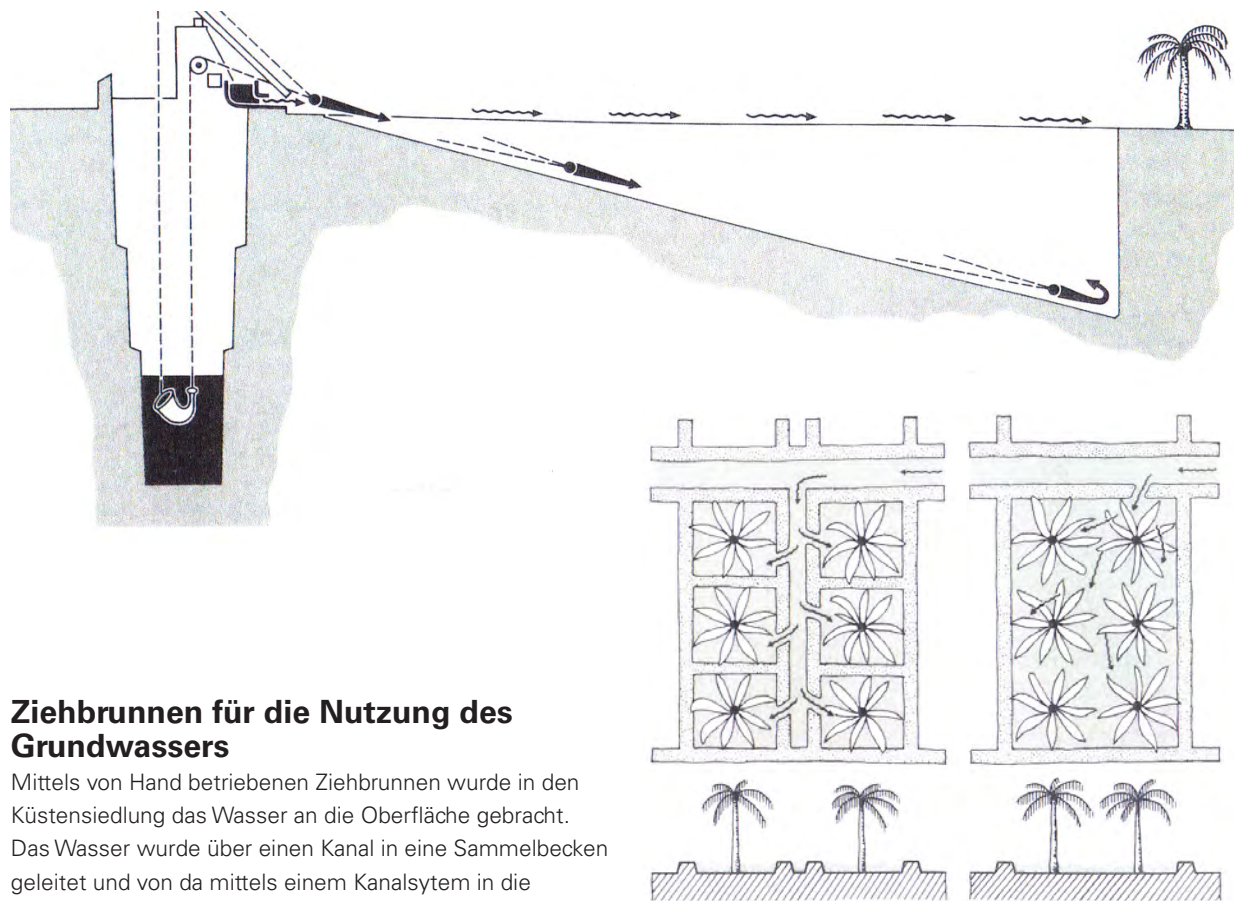 Ziehbrunnen für die Nutzung des
Grundwassers
Mittels von Hand betriebenen Ziehbrunnen wurde in den
Küstensiedlung das Wasser an die Oberfläche gebracht.
Das Wasser wurde über einen Kanal in eine Sammelbecken
geleitet und von da mittels einem Kanalsytem in die